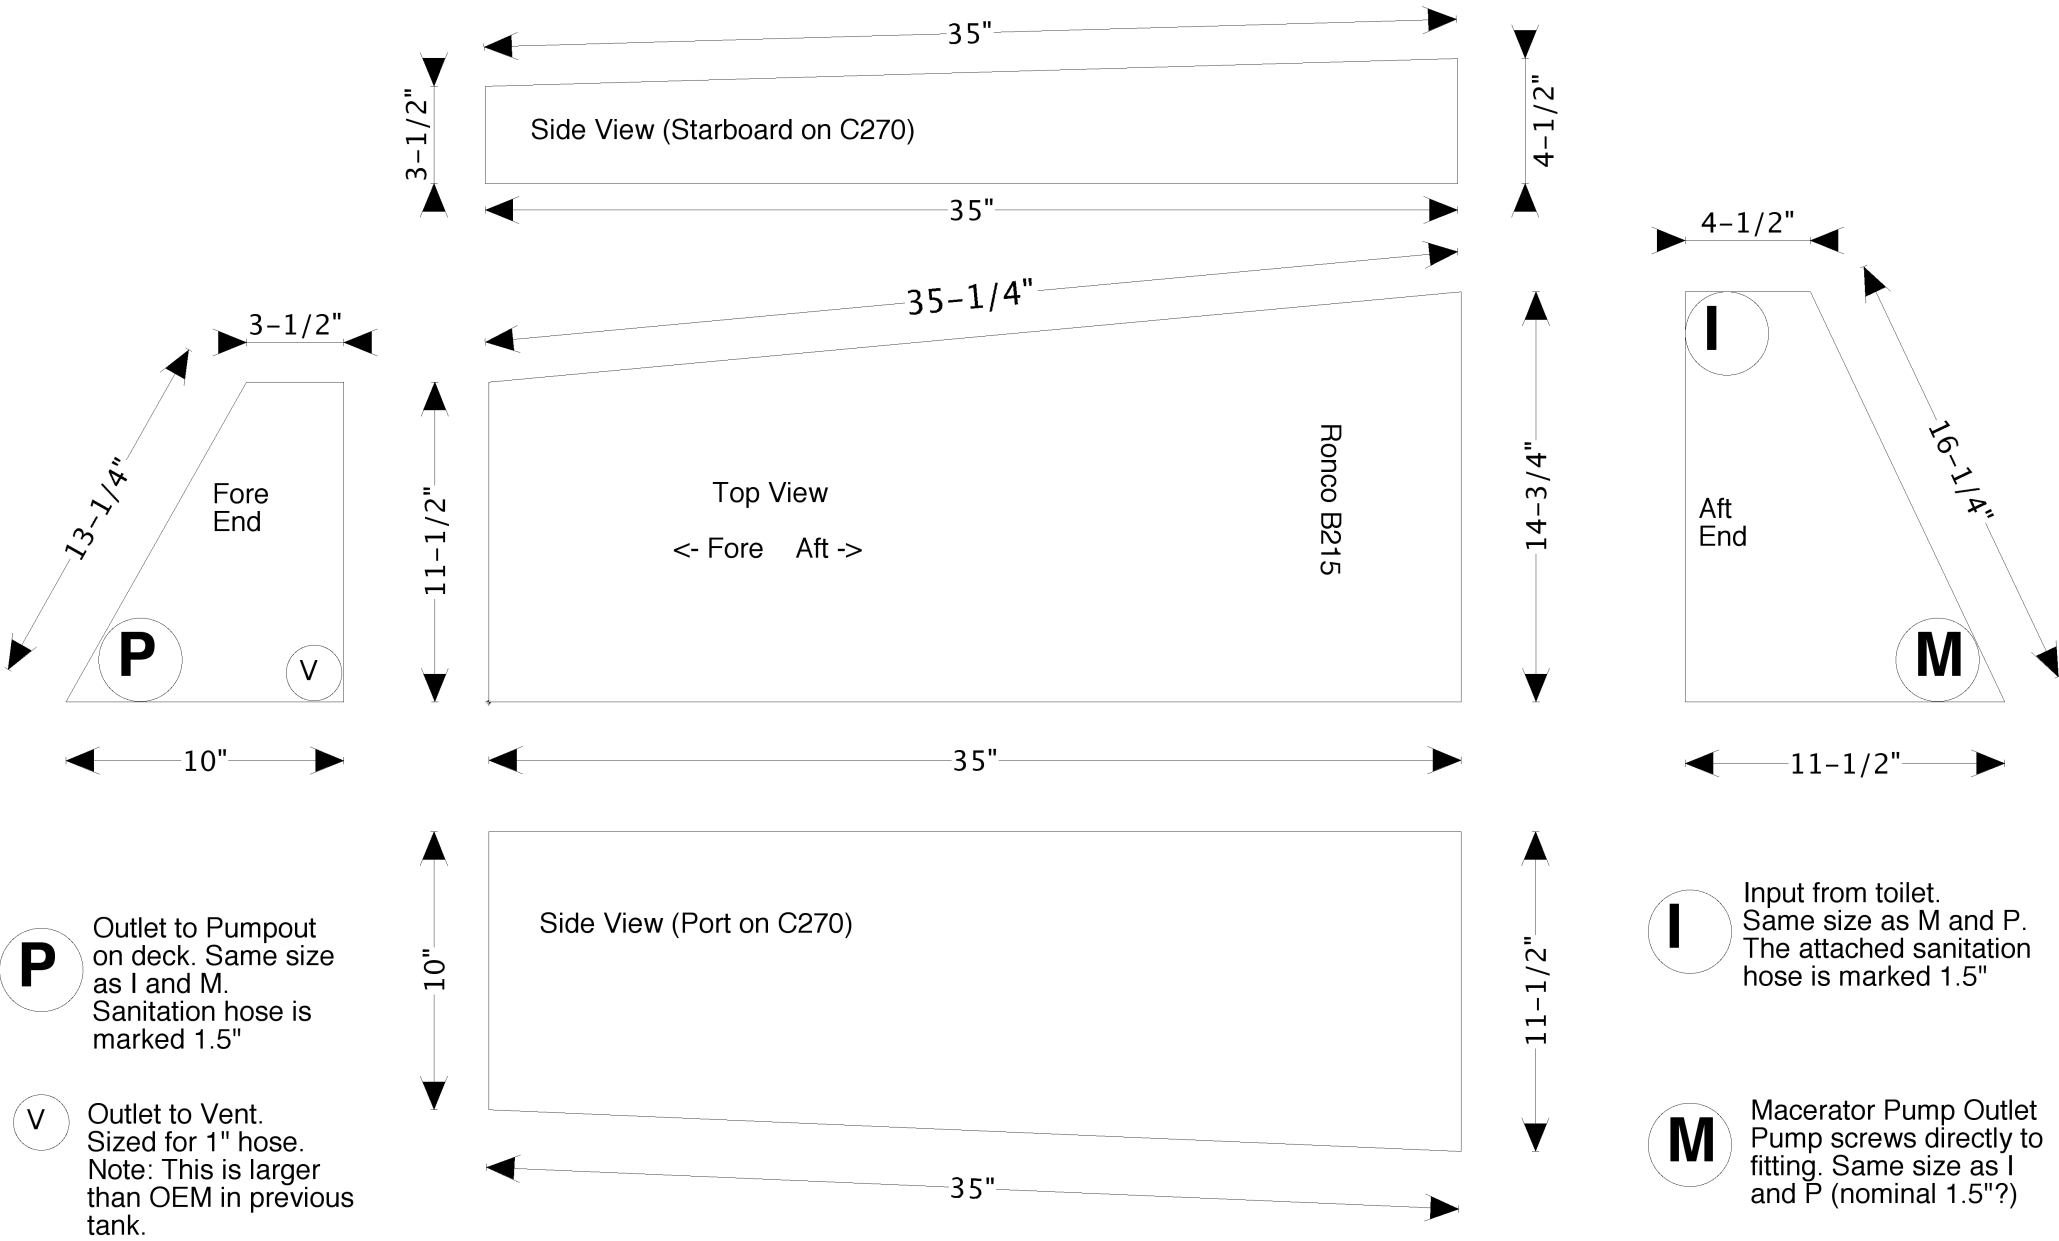 35"
3-1/2"
Side View (Starboard on C270)
4-1/2"
35"
4-1/2"
35-1/4"
3-1/2"
I
13-1/4"
Fore
End
11-1/2"
Top View
<- Fore Aft ->
Ronco B215
14-3/4"
Aft
End
16-1/4"
P
V
M
10"
35"
11-1/2"
10"
Side View (Port on C270)
11-1/2"
35"
P
Outlet to Pumpout
on deck. Same size
as I and M.
Sanitation hose is
marked 1.5"
V
Outlet to Vent.
Sized for 1" hose.
Note: This is larger
than OEM in previous
tank.
I
Input from toilet.
Same size as M and P.
The attached sanitation
hose is marked 1.5"
M
Macerator Pump Outlet
Pump screws directly to
fitting. Same size as I
and P (nominal 1.5"?)